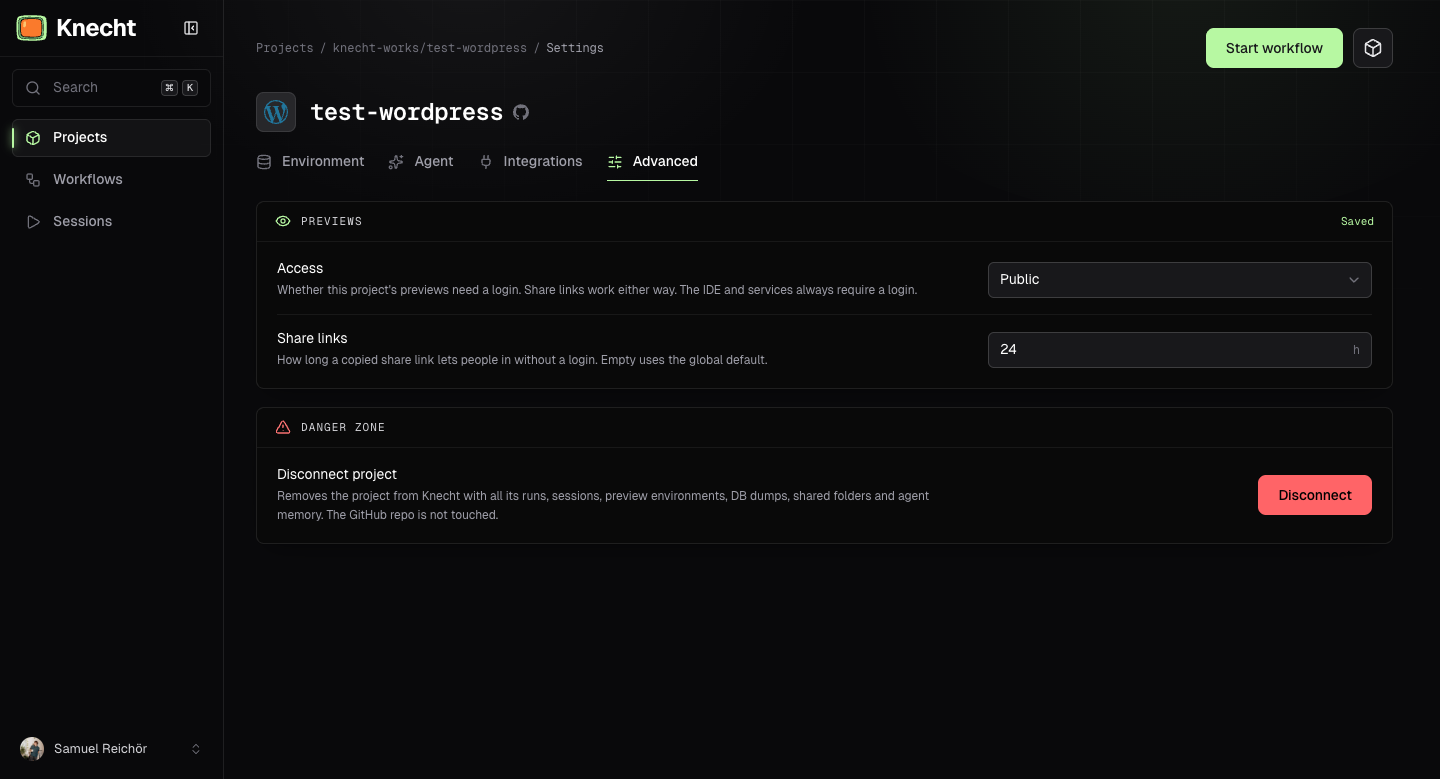 Knecht
Search ⌘ K
Projects
Workflows
Sessions
Samuel Reichör
Projects / knecht-works/test-wordpress / Settings
Start workflow
test-wordpress
Environment Agent Integrations Advanced
PREVIEWS Saved
Access
Whether this project's previews need a login. Share links work either way. The IDE and services always require a login.
Public
Share links
How long a copied share link lets people in without a login. Empty uses the global default.
24 h
DANGER ZONE
Disconnect project
Removes the project from Knecht with all its runs, sessions, preview environments, DB dumps, shared folders and agent
memory. The GitHub repo is not touched.
Disconnect